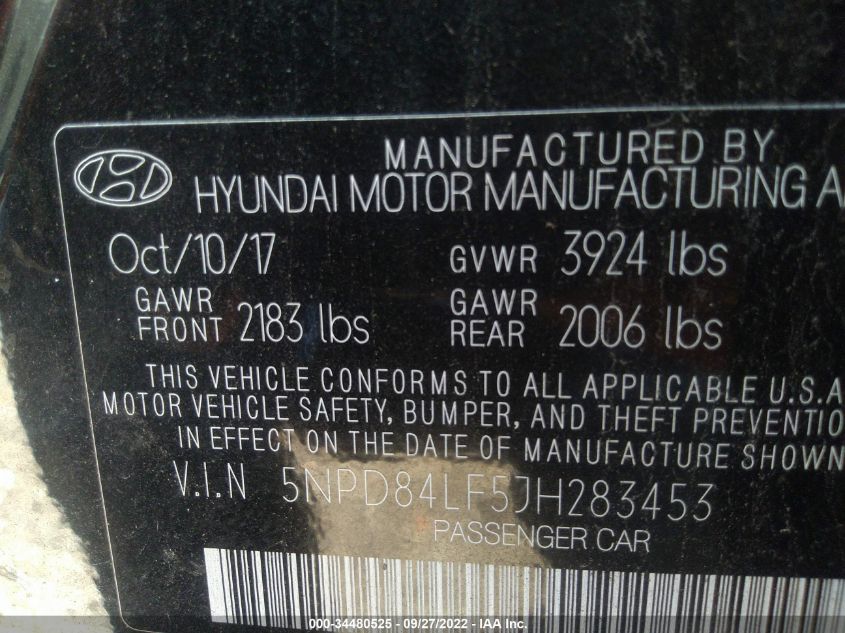 MANUFACTURED BY
HYUNDAI MOTOR MANUFACTURING
Oct/10/17 GVWR 3924 lbs
GAWR FRONT 2183 lbs GAWR REAR 2006 lbs
THIS VEHICLE CONFORMS TO ALL APPLICABLE U.S.A
MOTOR VEHICLE SAFETY, BUMPER, AND THEFT PREVENTIO
IN EFFECT ON THE DATE OF MANUFACTURE SHOWN
V.I.N 5NPD84LF5JH283453
PASSENGER CAR
000-34480525 - 09/27/2022 - IAA Inc.